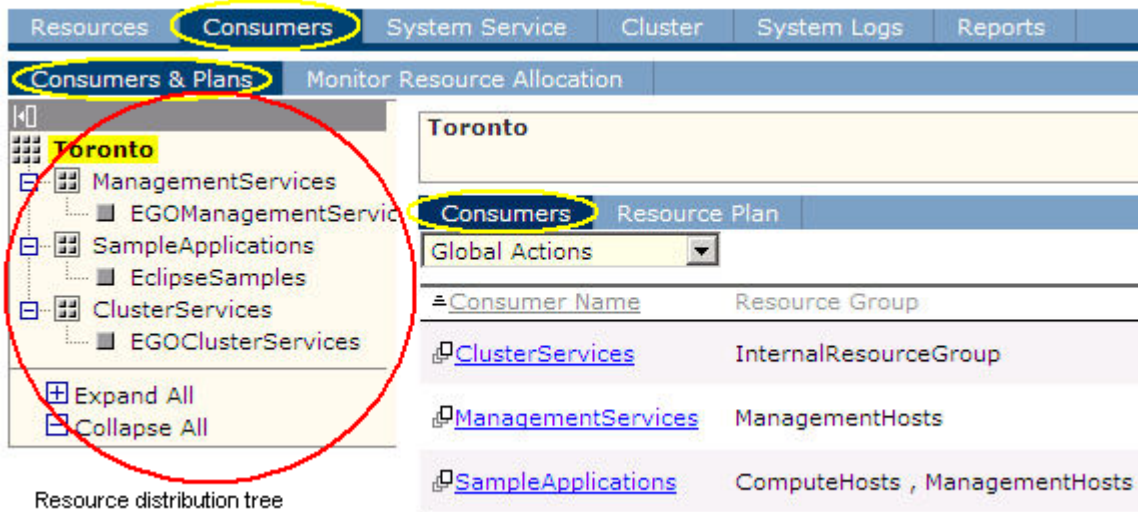 Resources Consumers System Service Cluster System Logs Reports
Consumers & Plans Monitor Resource Allocation
Toronto
ManagementServices
EGOManagementServic
SampleApplications
EclipseSamples
ClusterServices
EGOClusterServices
Expand All
Collapse All
Resource distribution tree
Toronto
Consumers Resource Plan
Global Actions
Consumer Name Resource Group
ClusterServices InternalResourceGroup
ManagementServices ManagementHosts
SampleApplications ComputeHosts , ManagementHosts